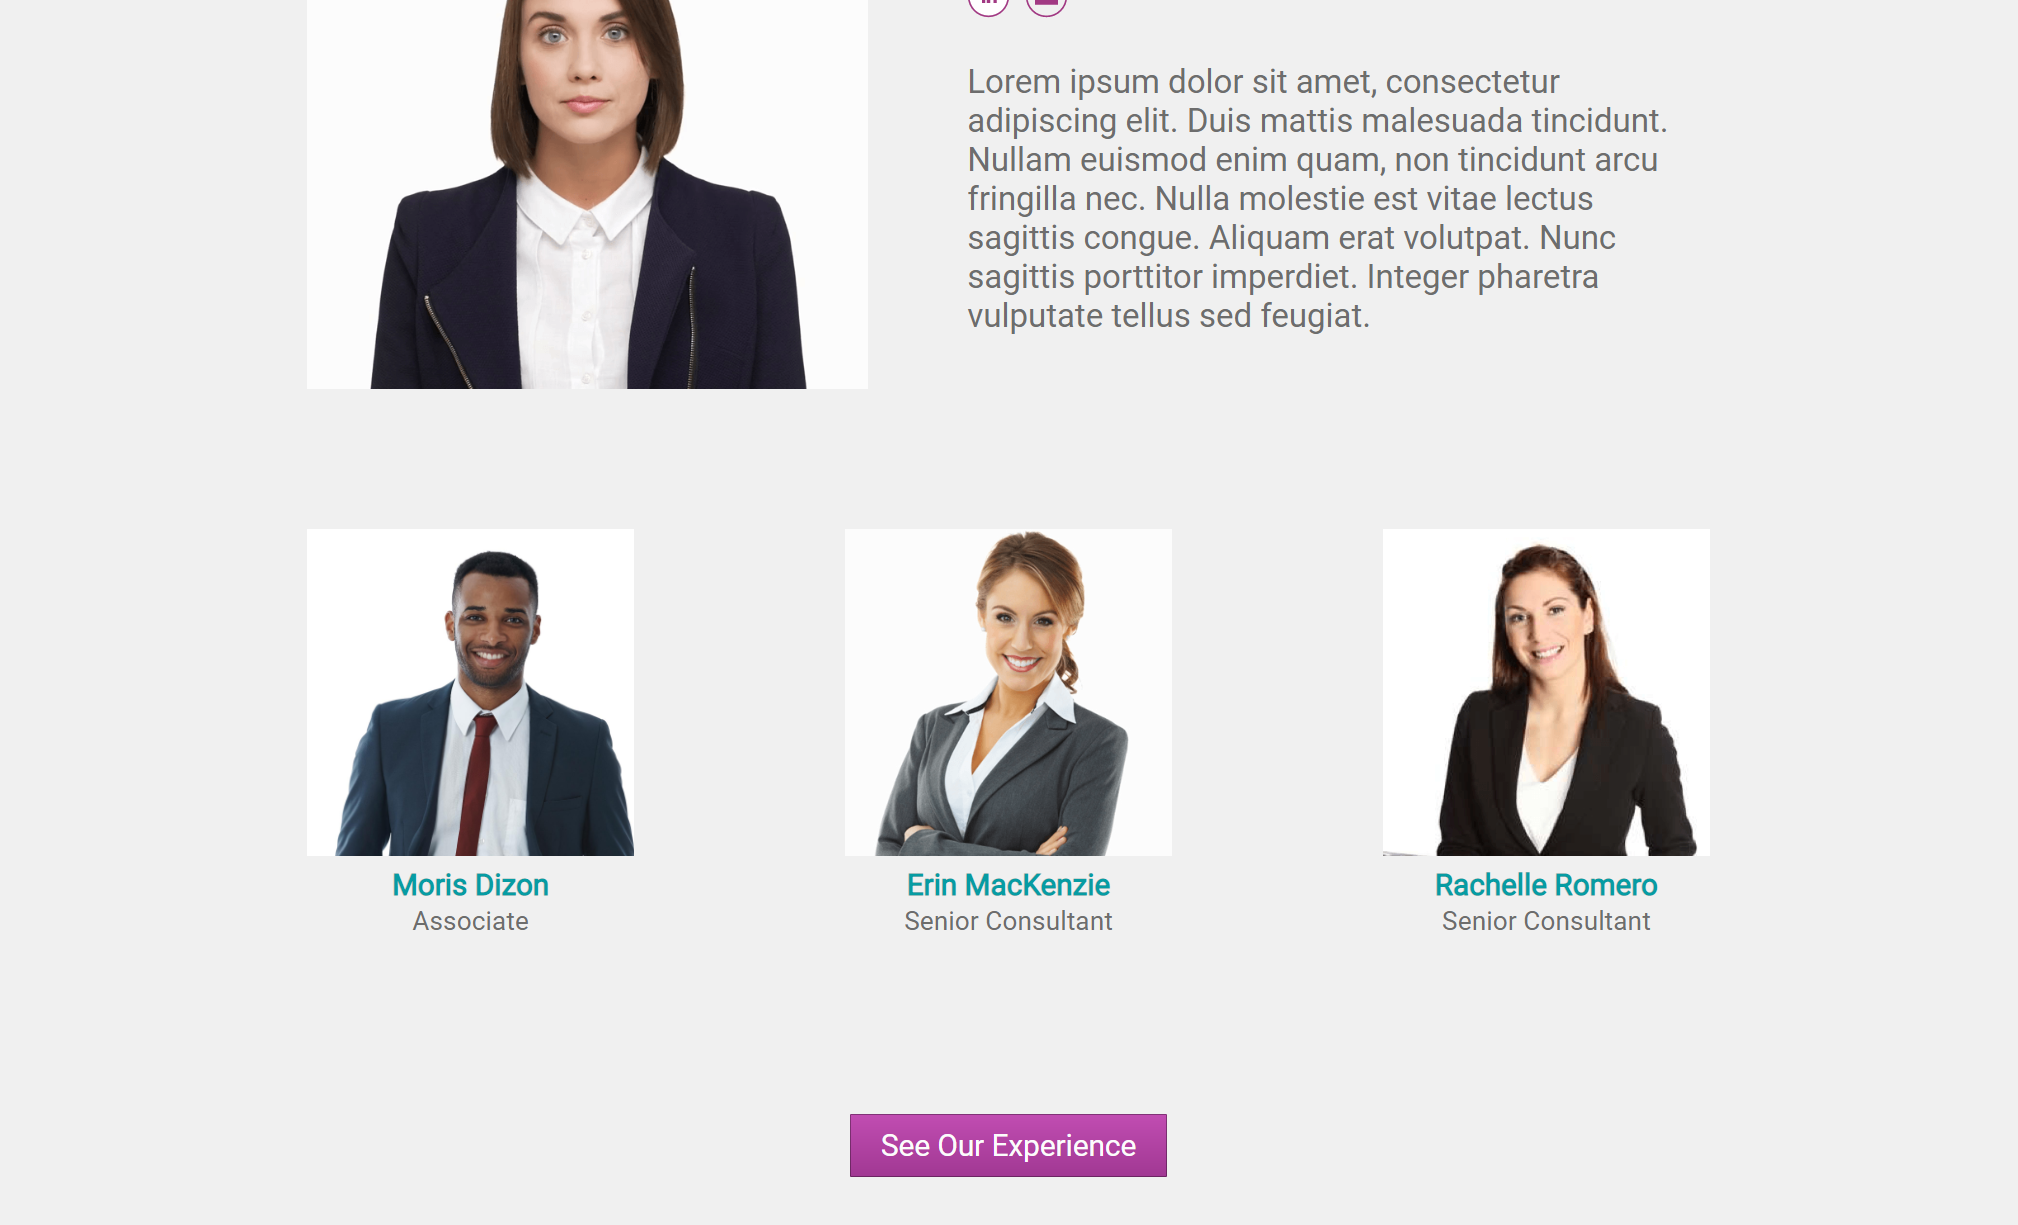 Lorem ipsum dolor sit amet, consectetur
adipiscing elit. Duis mattis malesuada tincidunt.
Nullam euismod enim quam, non tincidunt arcu
fringilla nec. Nulla molestie est vitae lectus
sagittis congue. Aliquam erat volutpat. Nunc
sagittis porttitor imperdiet. Integer pharetra
vulputate tellus sed feugiat.
Moris Dizon
Associate
Erin MacKenzie
Senior Consultant
Rachelle Romero
Senior Consultant
See Our Experience